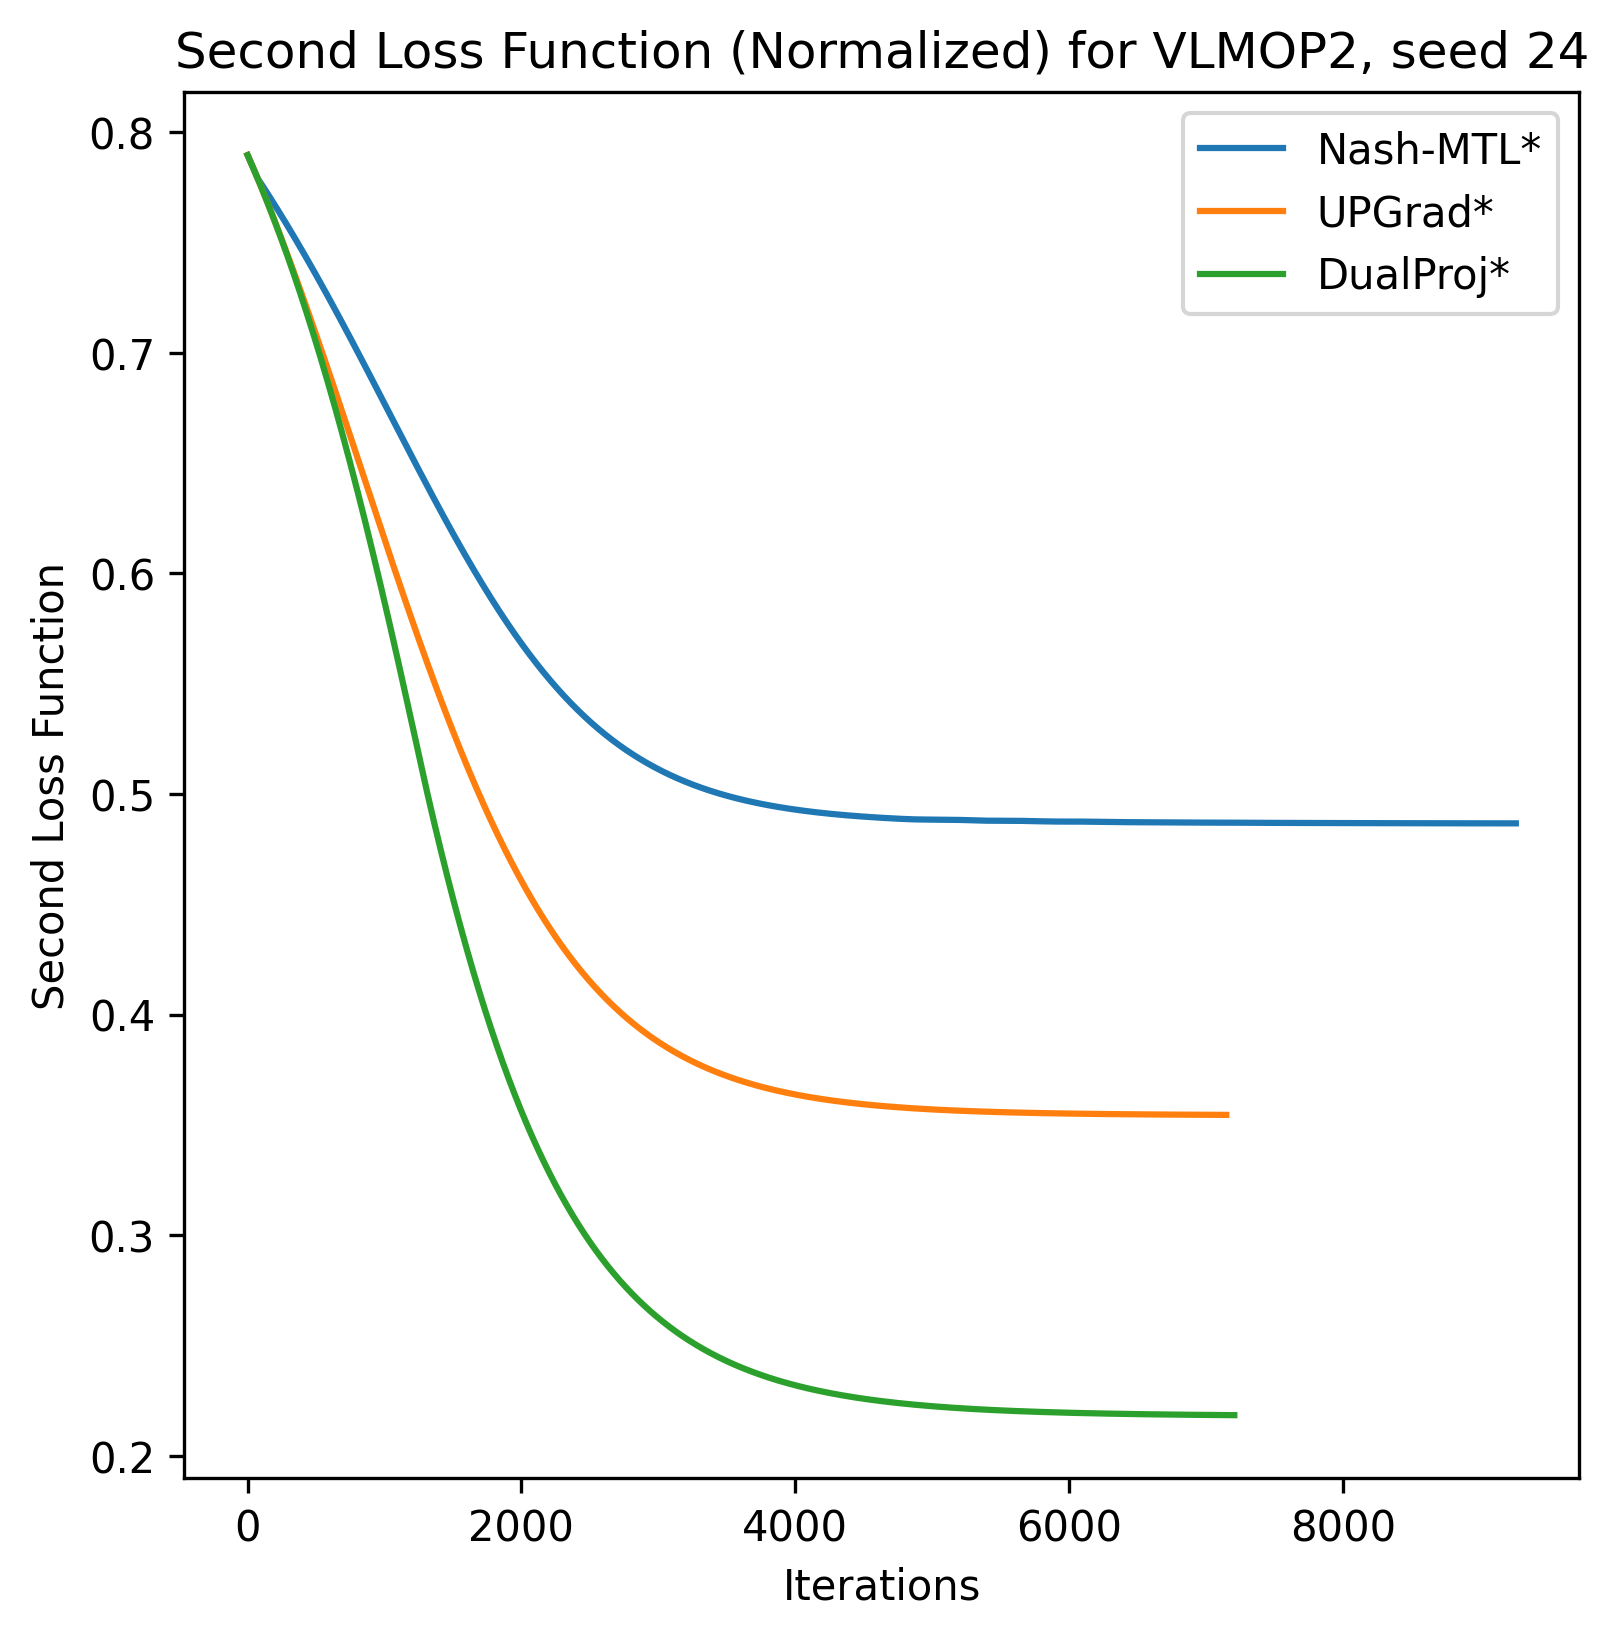 Second Loss Function (Normalized) for VLMOP2, seed 24
Nash-MTL*
UPGrad*
DualProj*
Second Loss Function
0.8
0.7
0.6
0.5
0.4
0.3
0.2
0 2000 4000 6000 8000
Iterations